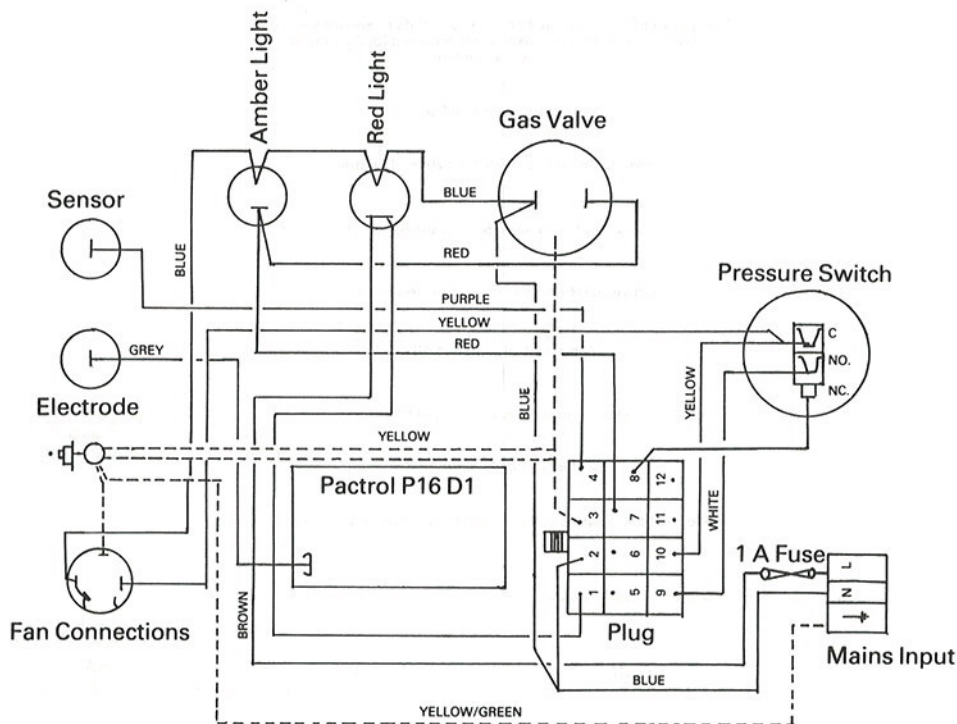 Amber Light
Red Light
Gas Valve
Sensor
BLUE
BLUE
RED
Pressure Switch
PURPLE
YELLOW
C
GREY
RED
NO.
NC.
Electrode
BLUE
YELLOW
YELLOW
Pactrol P16 D1
4
8
12
3
7
11
WHITE
2
6
10
1 A Fuse
L
1
5
9
N
Fan Connections
BROWN
Plug
Mains Input
BLUE
YELLOW/GREEN